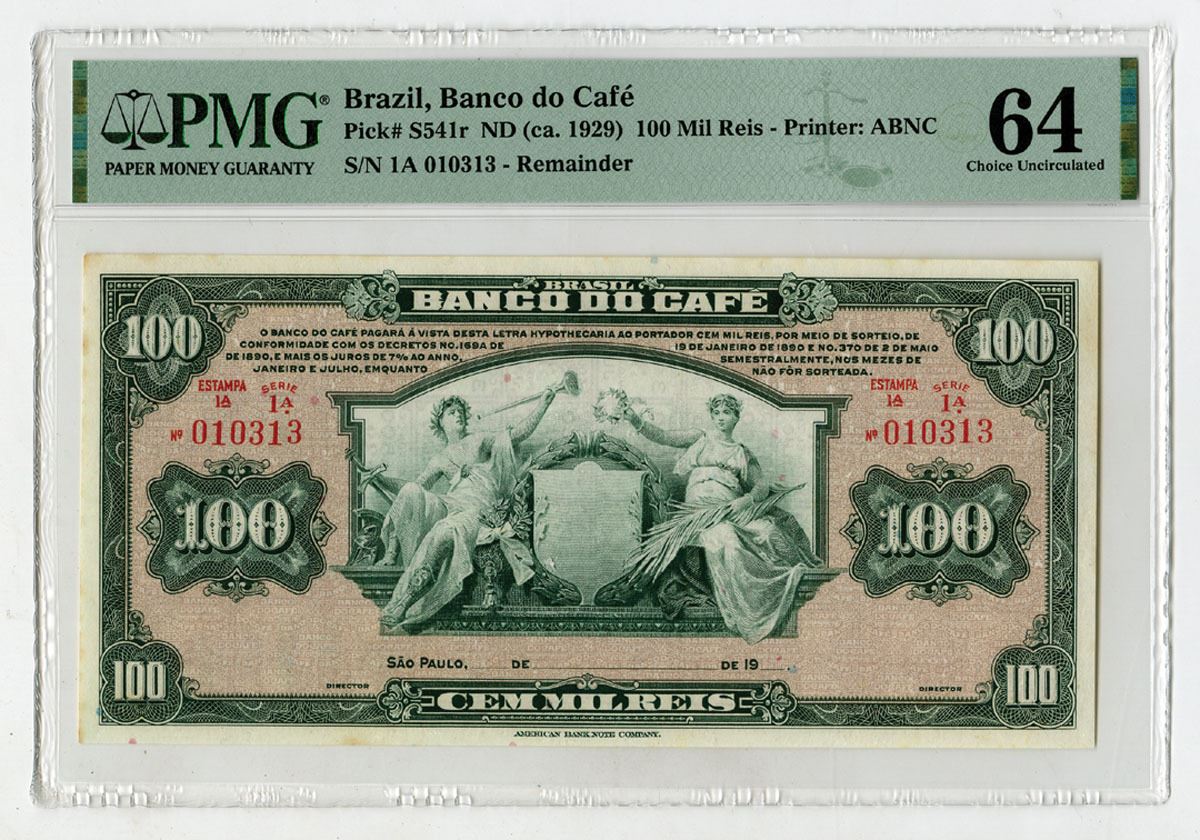 PMG®
PAPER MONEY GUARANTY
Brazil, Banco do Café
Pick# S541r ND (ca. 1929) 100 Mil Reis - Printer: ABNC
S/N 1A 010313 - Remainder
64
Choice Uncirculated
BRASIL
BANCO DO CAFÉ
100
100
O BANCO DO CAFÉ PAGARÁ Á VISTA DESTA LETRA HYPOTHECARIA AO PORTADOR CEM MIL REIS, POR MEIO DE SORTEIO, DE
CONFORMIDADE COM OS DECRETOS NO. 169A DE 19 DE JANEIRO DE 1890 E NO. 370 DE 2 DE MAIO
DE 1890, E MAIS OS JUROS DE 7% AO ANNO, SEMESTRALMENTE, NOS MEZES DE
JANEIRO E JULHO, EMQUANTO NÃO FÔR SORTEADA.
ESTAMPA 1A SERIE 1A.
Nº 010313
ESTAMPA 1A SERIE 1A.
Nº 010313
100
100
SÃO PAULO, DE DE 19
100
DIRECTOR
DIRECTOR
100
CEM MIL REIS
AMERICAN BANK NOTE COMPANY.